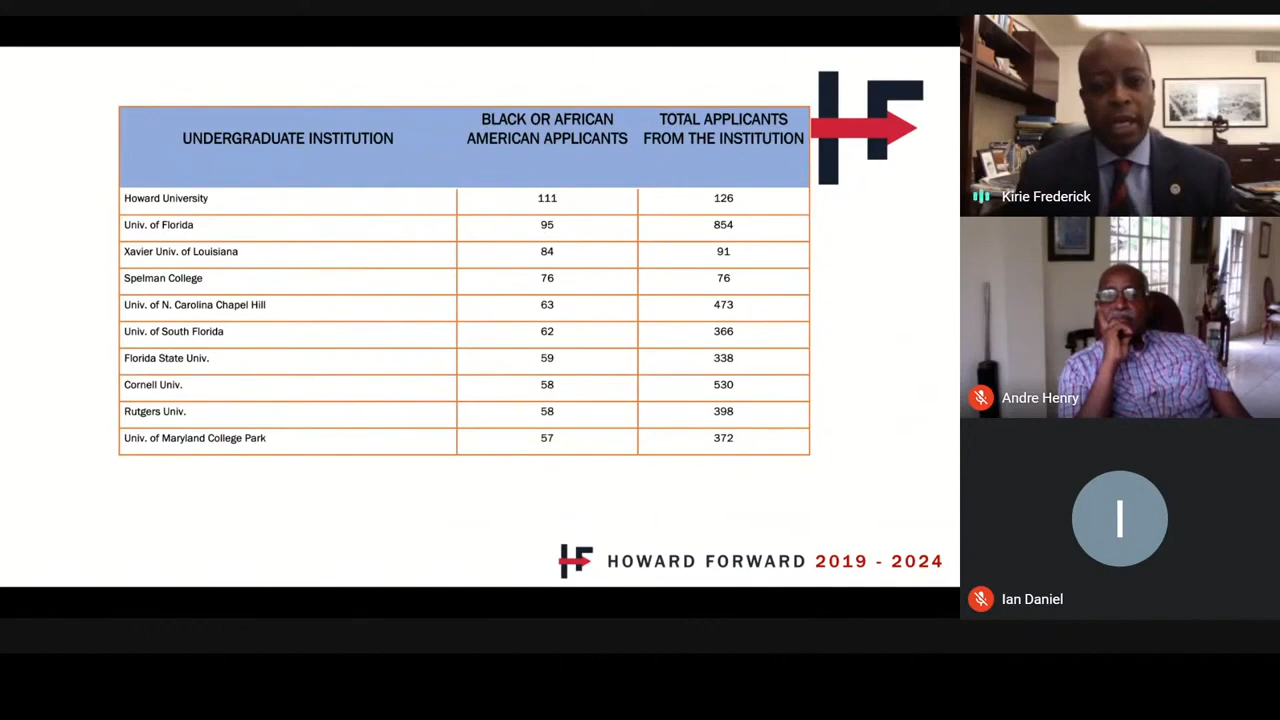 UNDERGRADUATE INSTITUTION
BLACK OR AFRICAN
AMERICAN APPLICANTS
TOTAL APPLICANTS
FROM THE INSTITUTION
HF
Howard University 111 126
Univ. of Florida 95 854
Xavier Univ. of Louisiana 84 91
Spelman College 76 76
Univ. of N. Carolina Chapel Hill 63 473
Univ. of South Florida 62 366
Florida State Univ. 59 338
Cornell Univ. 58 530
Rutgers Univ. 58 398
Univ. of Maryland College Park 57 372
HF HOWARD FORWARD 2019 - 2024
Kirie Frederick
Andre Henry
I
Ian Daniel